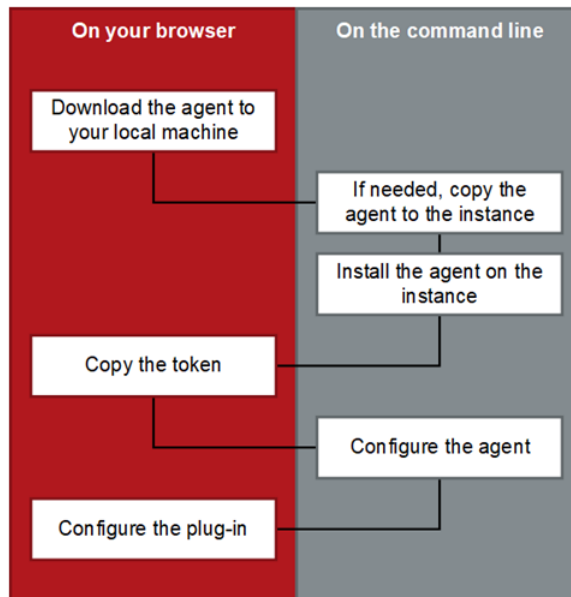 On your browser
On the command line
Download the agent to
your local machine
If needed, copy the
agent to the instance
Install the agent on the
instance
Copy the token
Configure the agent
Configure the plug-in